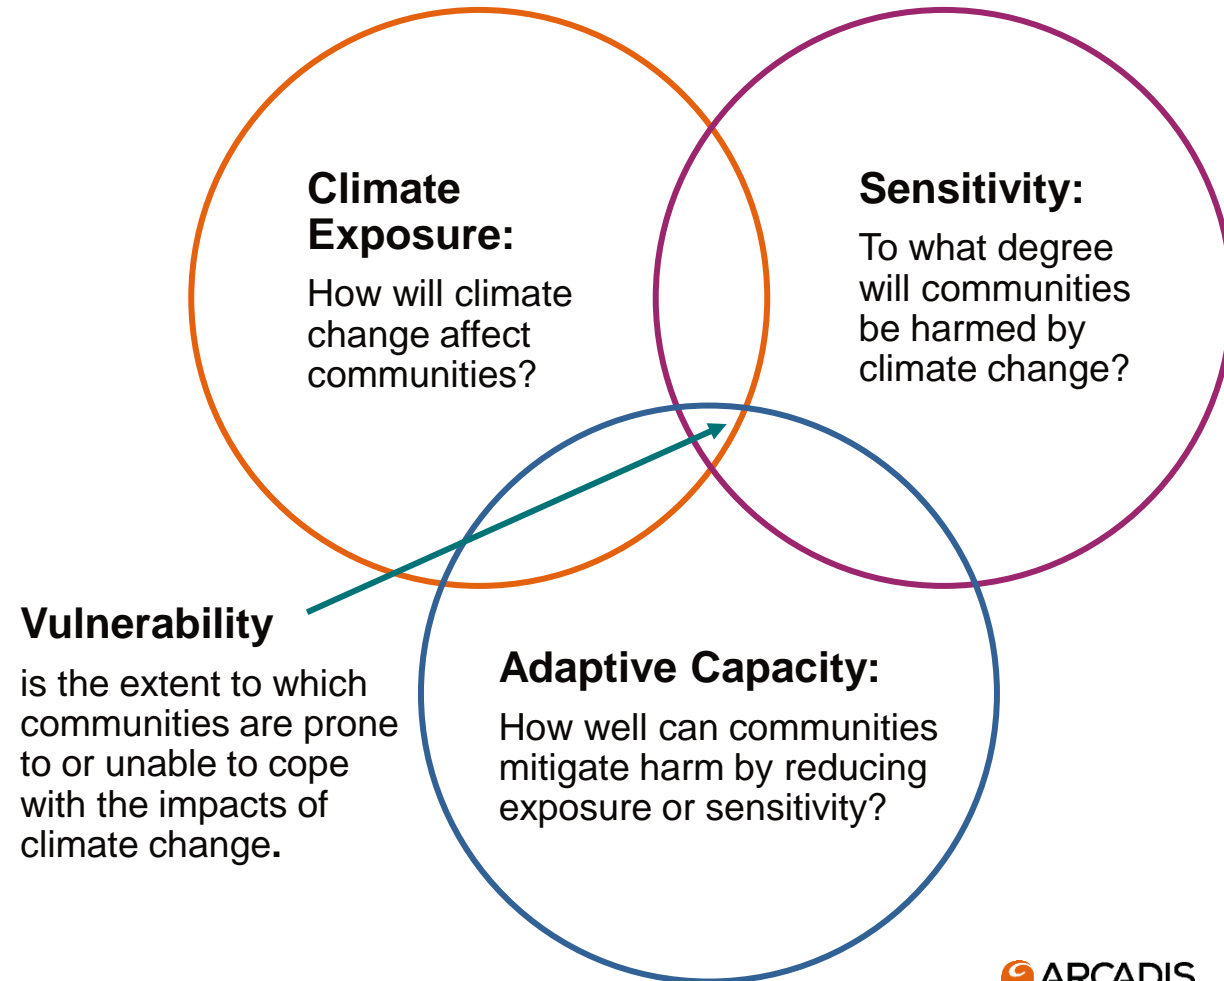 Climate
Exposure:
How will climate
change affect
communities?
Sensitivity:
To what degree
will communities
be harmed by
climate change?
Vulnerability
is the extent to which
communities are prone
to or unable to cope
with the impacts of
climate change.
Adaptive Capacity:
How well can communities
mitigate harm by reducing
exposure or sensitivity?
ARCADIS